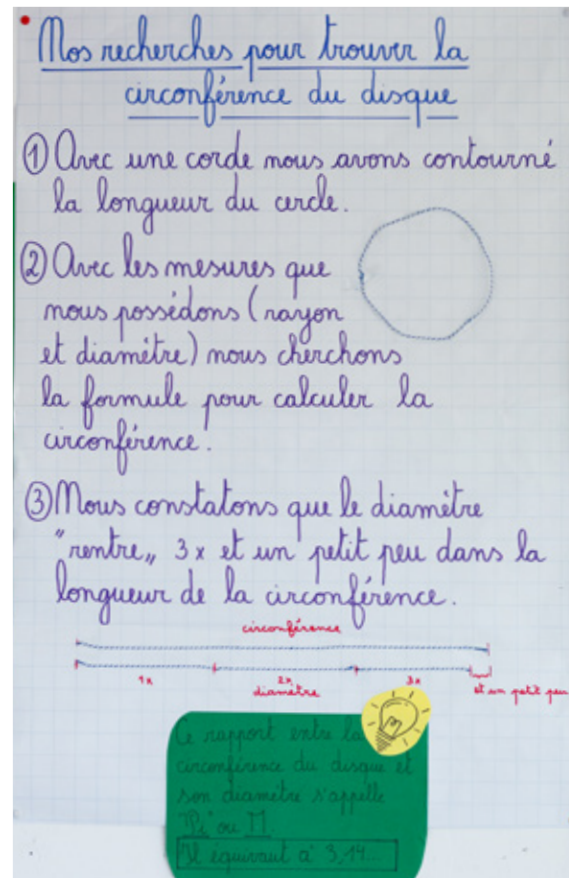 Nos recherches pour trouver la
circonférence du disque
① Avec une corde nous avons contourné
la longueur du cercle.
② Avec les mesures que
nous possédons (rayon
et diamètre) nous cherchons
la formule pour calculer la
circonférence.
③ Nous constatons que le diamètre
"rentre„ 3x et un petit peu dans la
longueur de la circonférence.
circonférence
1x 2x 3x et un petit peu
diamètre
Ce rapport entre la
circonférence du disque et
son diamètre s'appelle
"Pi" ou Π
Il équivaut à 3,14...